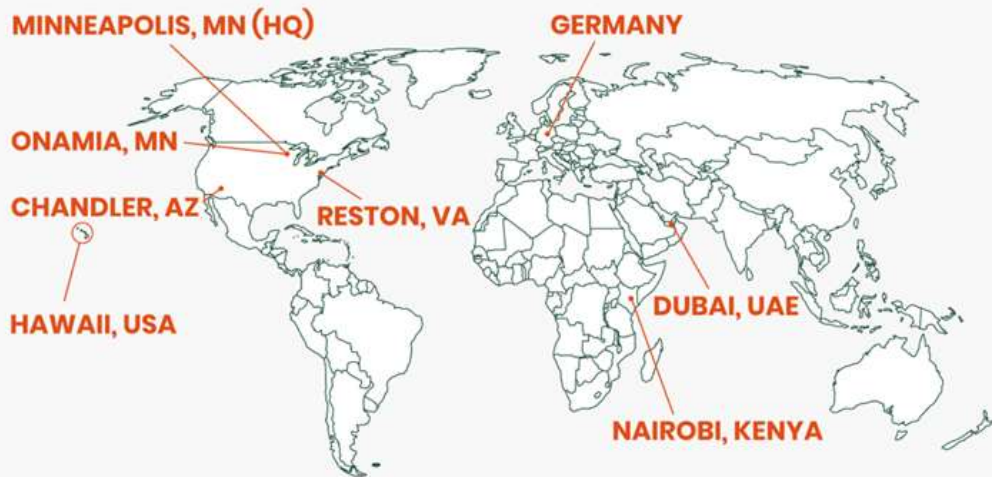 MINNEAPOLIS, MN (HQ)
GERMANY
ONAMIA, MN
CHANDLER, AZ
RESTON, VA
HAWAII, USA
DUBAI, UAE
NAIROBI, KENYA